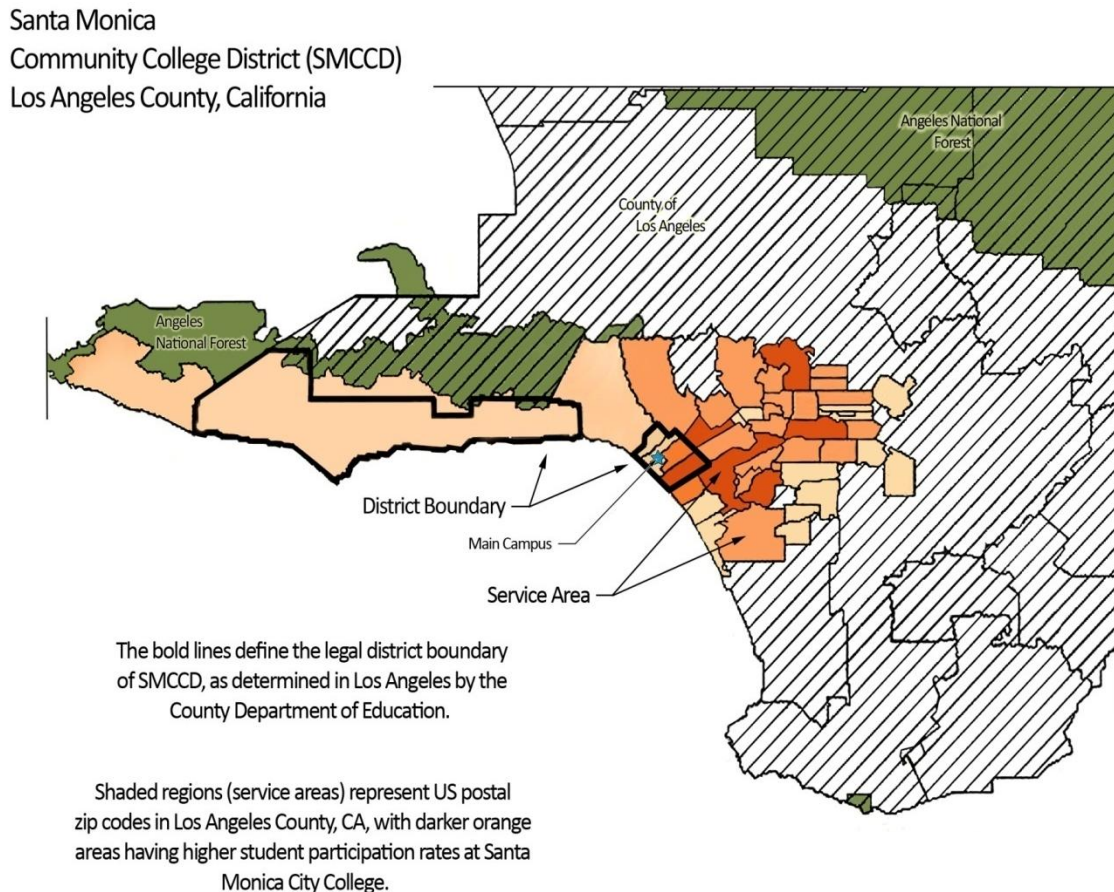 Santa Monica
Community College District (SMCCD)
Los Angeles County, California
Angeles National
Forest
County of
Los Angeles
Angeles
National Forest
District Boundary
Main Campus
Service Area
The bold lines define the legal district boundary
of SMCCD, as determined in Los Angeles by the
County Department of Education.
Shaded regions (service areas) represent US postal
zip codes in Los Angeles County, CA, with darker orange
areas having higher student participation rates at Santa
Monica City College.